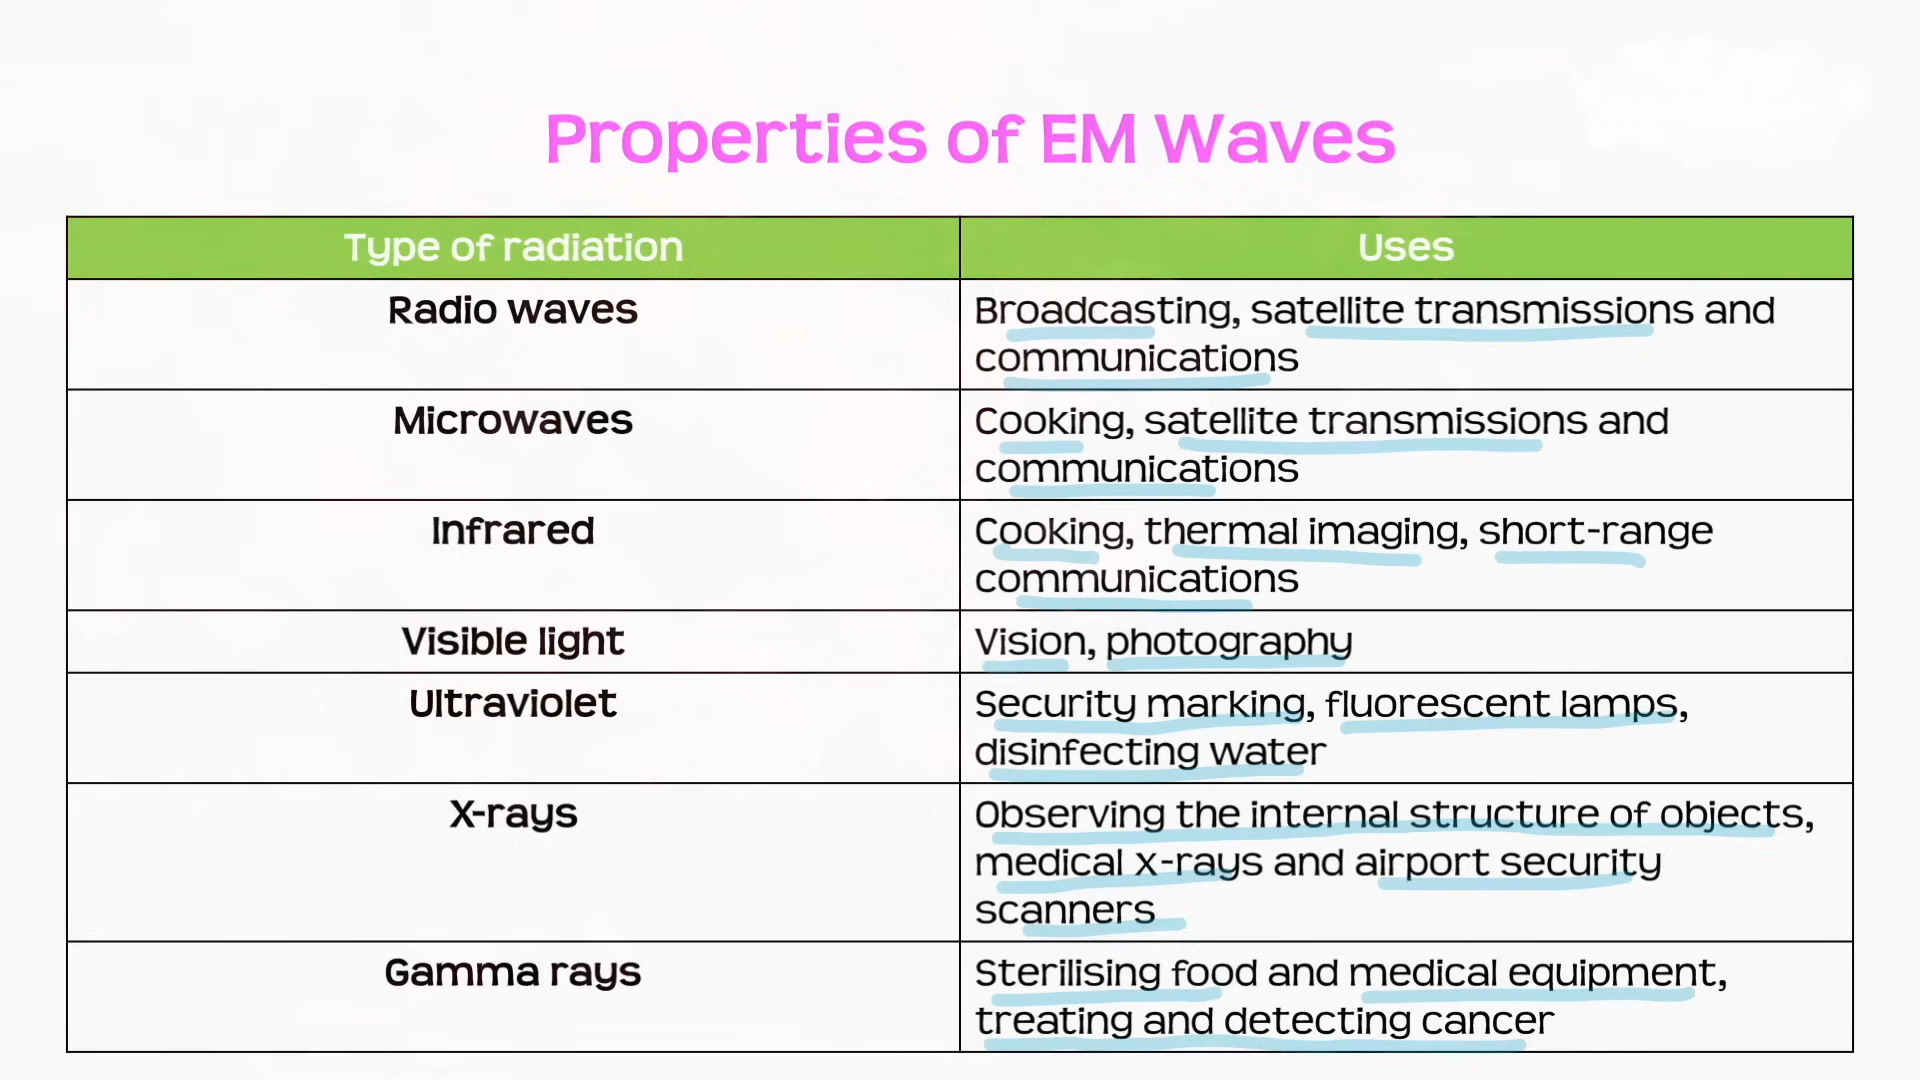 Properties of EM Waves
Type of radiation
Uses
Radio waves
Broadcasting, satellite transmissions and
communications
Microwaves
Cooking, satellite transmissions and
communications
Infrared
Cooking, thermal imaging, short-range
communications
Visible light
Vision, photography
Ultraviolet
Security marking, fluorescent lamps,
disinfecting water
X-rays
Observing the internal structure of objects,
medical x-rays and airport security
scanners
Gamma rays
Sterilising food and medical equipment,
treating and detecting cancer